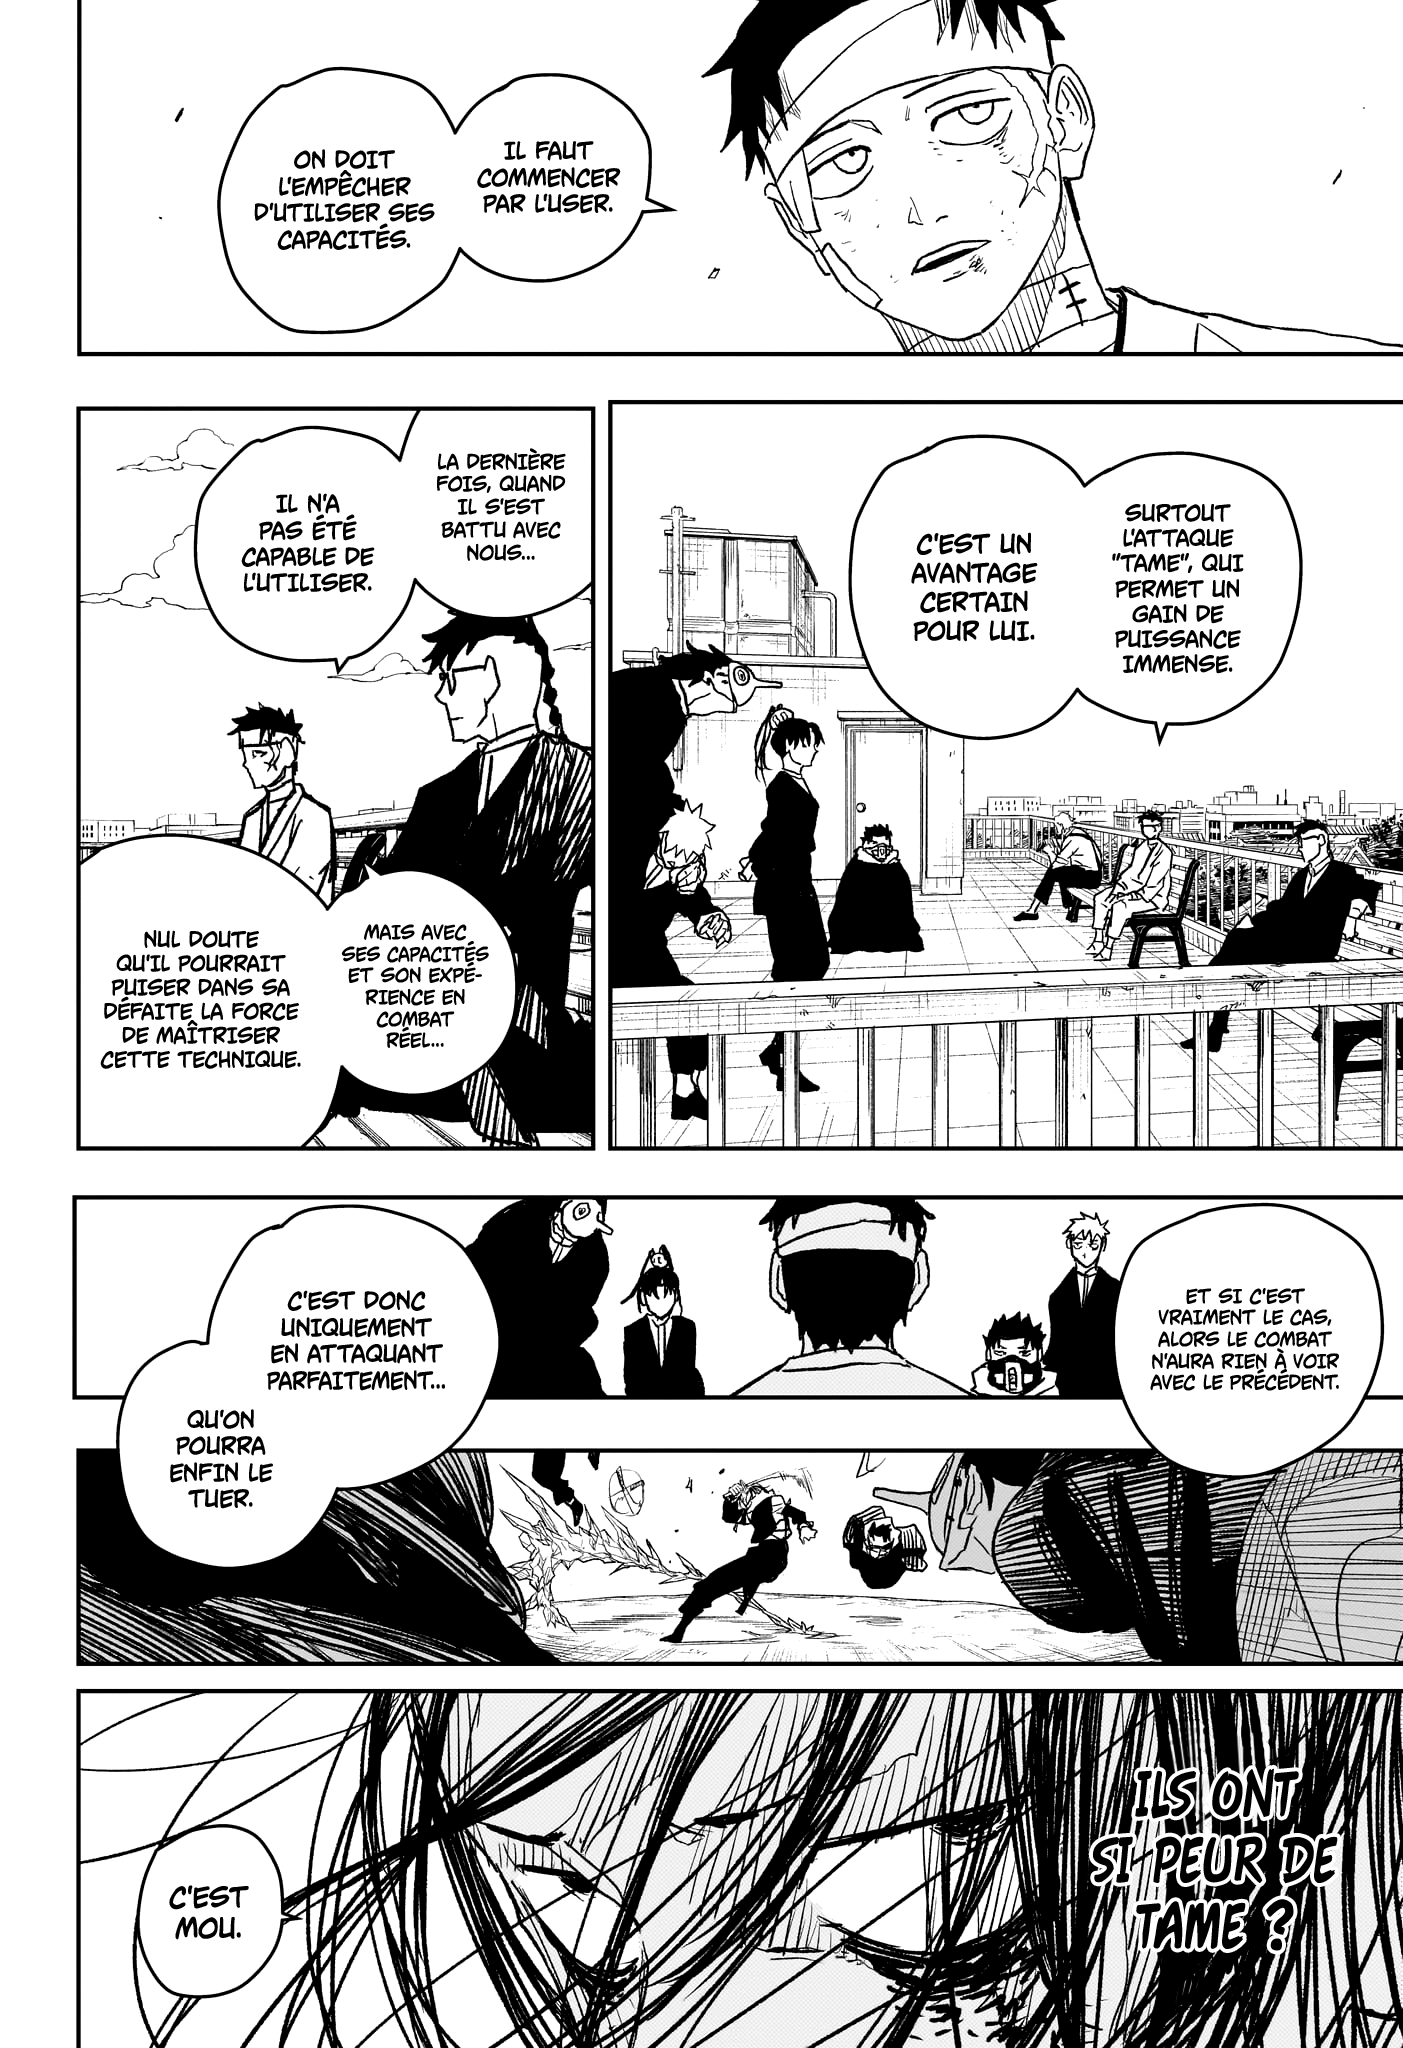 IL FAUT
COMMENCER
PAR L'USER.
ON DOIT
L'EMPÊCHER
D'UTILISER SES
CAPACITÉS.
SURTOUT
L'ATTAQUE
"TAME", QUI
PERMET UN
GAIN DE
PUISSANCE
IMMENSE.
C'EST UN
AVANTAGE
CERTAIN
POUR LUI.
LA DERNIÈRE
FOIS, QUAND
IL S'EST
BATTU AVEC
NOUS...
IL N'A
PAS ÉTÉ
CAPABLE DE
L'UTILISER.
MAIS AVEC
SES CAPACITÉS
ET SON EXPÉ-
RIENCE EN
COMBAT
RÉEL...
NUL DOUTE
QU'IL POURRAIT
PUISER DANS SA
DÉFAITE LA FORCE
DE MAÎTRISER
CETTE TECHNIQUE.
ET SI C'EST
VRAIMENT LE CAS,
ALORS LE COMBAT
N'AURA RIEN À VOIR
AVEC LE PRÉCÉDENT.
C'EST DONC
UNIQUEMENT
EN ATTAQUANT
PARFAITEMENT...
QU'ON
POURRA
ENFIN LE
TUER.
ILS ONT
SI PEUR DE
TAME ?
C'EST
MOU.